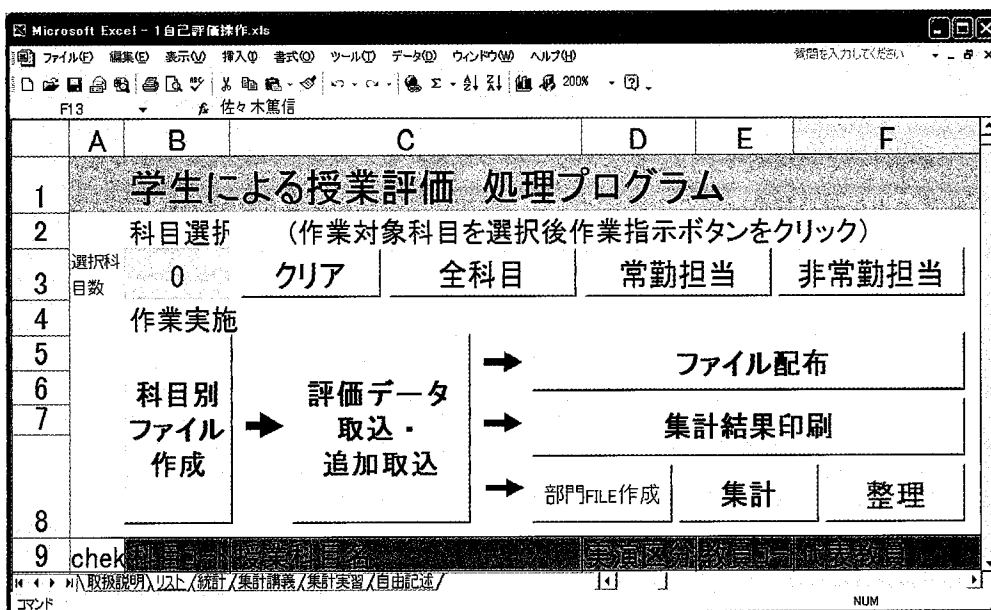 Microsoft Excel - 1自己評価操作.xls
ファイル(F) 編集(E) 表示(V) 挿入(I) 書式(O) ツール(T) データ(D) ウィンドウ(W) ヘルプ(H) 質問を入力してください
200%
F13 fx 佐々木篤信
A B C D E F
1 学生による授業評価 処理プログラム
2 科目選択 (作業対象科目を選択後作業指示ボタンをクリック)
3 選択科目数 0 クリア 全科目 常勤担当 非常勤担当
4 作業実施
5 ファイル配布
6 科目別 評価データ
7 ファイル 取込・ 集計結果印刷
作成 追加取込
8 部門FILE作成 集計 整理
9 chek 授業科目名 実演区分
取扱説明 リスト 統計 集計講義 集計実習 自由記述
コマンド NUM